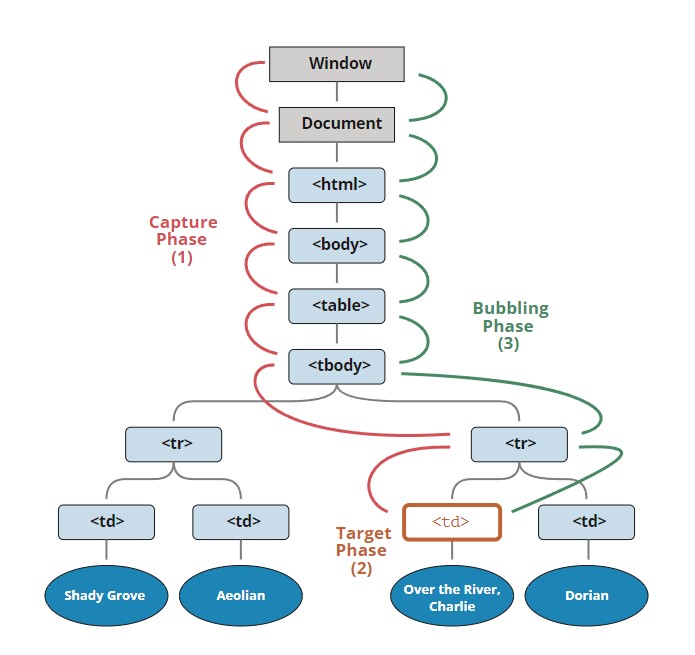 Window
Document
<html>
<body>
Capture
Phase
(1)
<table>
Bubbling
Phase
(3)
<tbody>
<tr>
<tr>
<td>
<td>
<td>
<td>
Target
Phase
(2)
Shady Grove
Aeolian
Over the River,
Charlie
Dorian